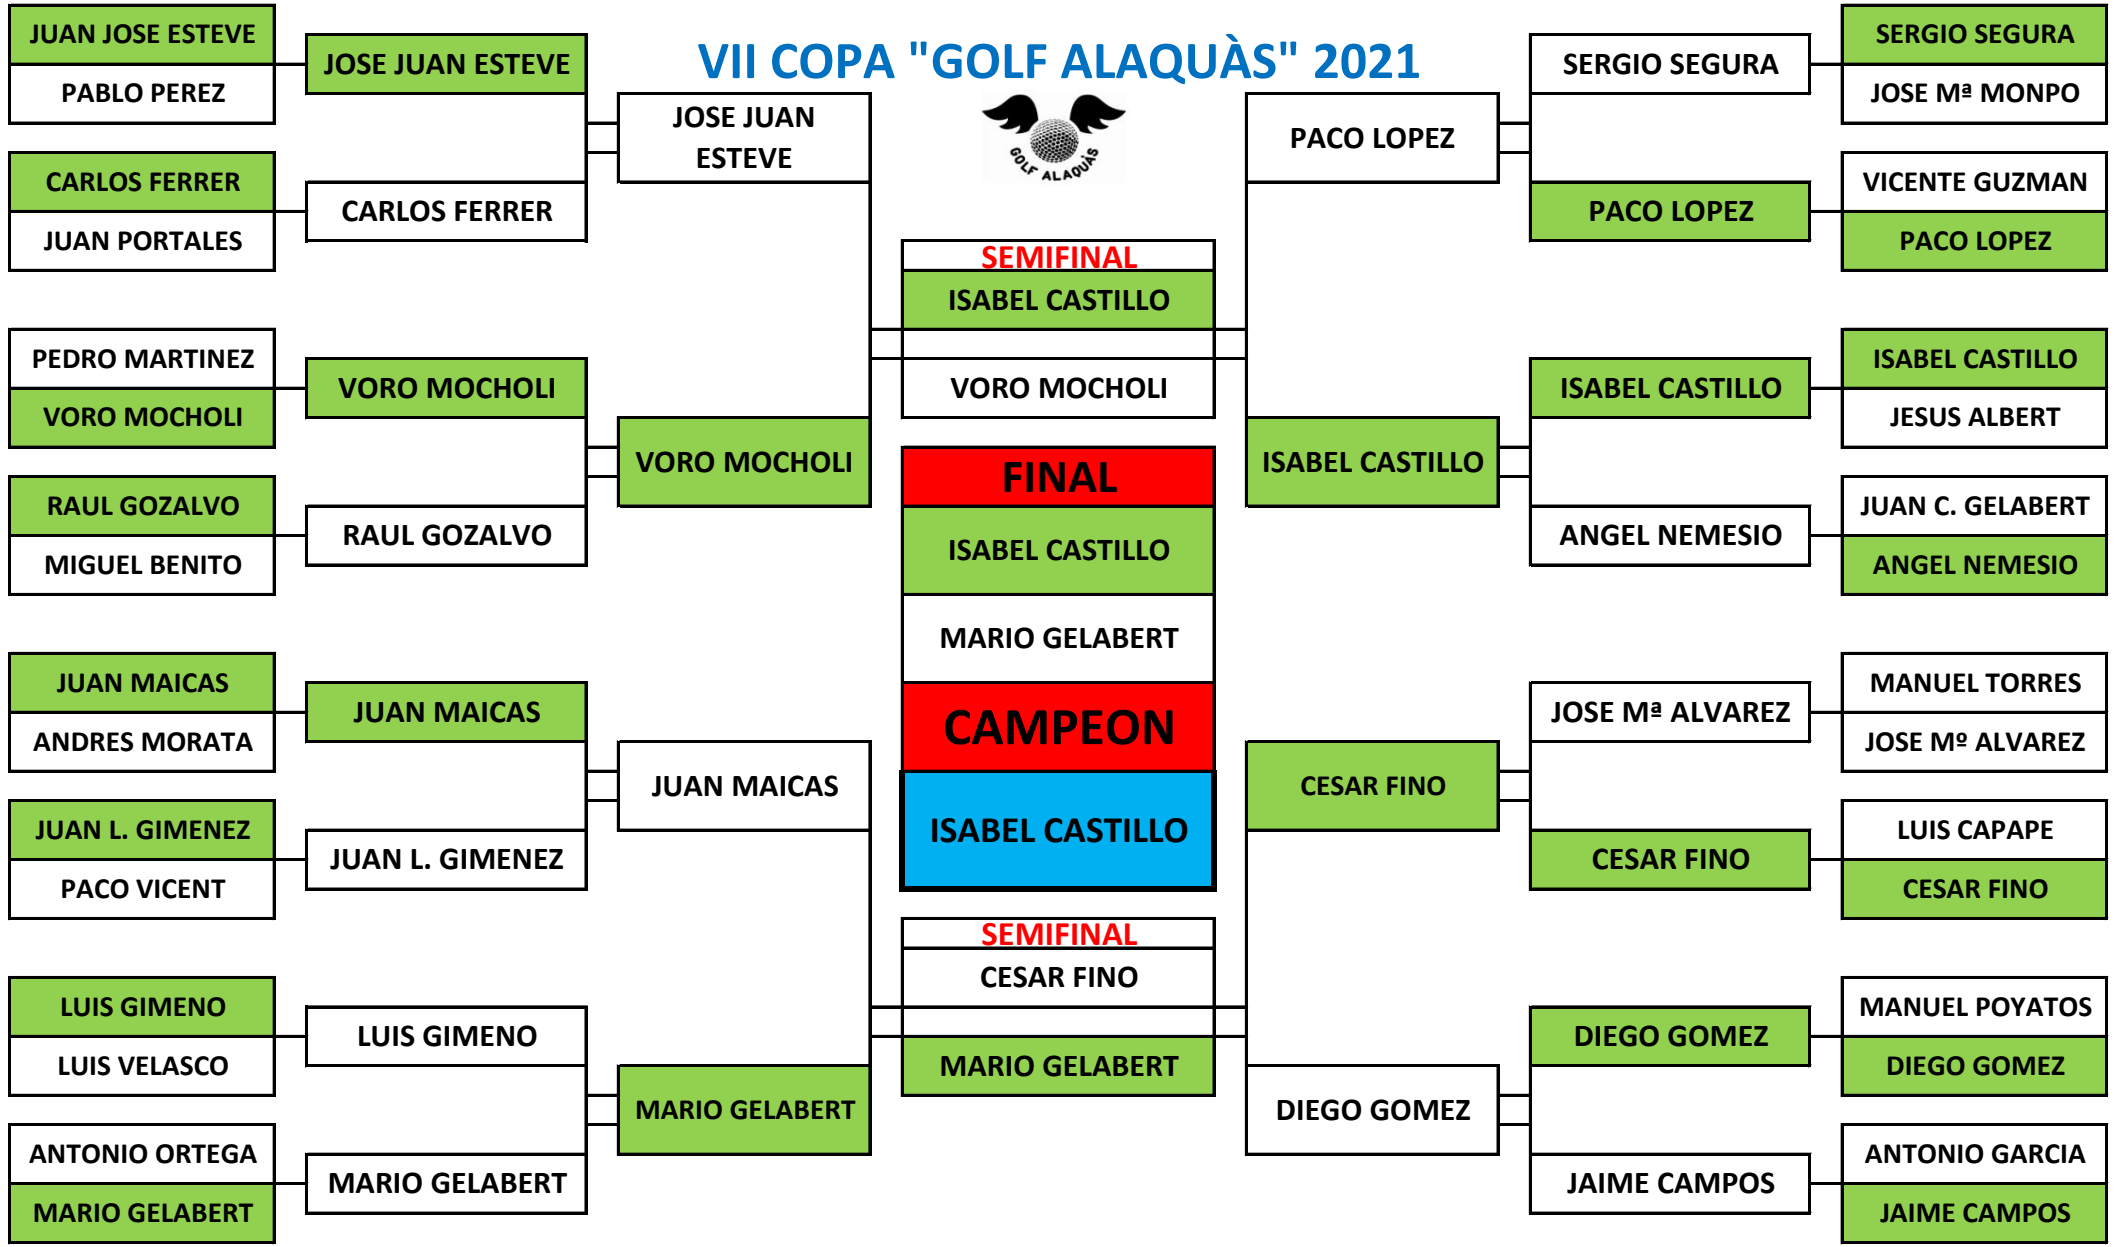 VII COPA "GOLF ALAQUÀS" 2021
GOLF ALAQUÀS
JUAN JOSE ESTEVE
PABLO PEREZ
CARLOS FERRER
JUAN PORTALES
PEDRO MARTINEZ
VORO MOCHOLI
RAUL GOZALVO
MIGUEL BENITO
JUAN MAICAS
ANDRES MORATA
JUAN L. GIMENEZ
PACO VICENT
LUIS GIMENO
LUIS VELASCO
ANTONIO ORTEGA
MARIO GELABERT
JOSE JUAN ESTEVE
CARLOS FERRER
VORO MOCHOLI
RAUL GOZALVO
JUAN MAICAS
JUAN L. GIMENEZ
LUIS GIMENO
MARIO GELABERT
JOSE JUAN
ESTEVE
VORO MOCHOLI
JUAN MAICAS
MARIO GELABERT
SEMIFINAL
ISABEL CASTILLO
VORO MOCHOLI
FINAL
ISABEL CASTILLO
MARIO GELABERT
CAMPEON
ISABEL CASTILLO
SEMIFINAL
CESAR FINO
MARIO GELABERT
PACO LOPEZ
ISABEL CASTILLO
CESAR FINO
DIEGO GOMEZ
SERGIO SEGURA
PACO LOPEZ
ISABEL CASTILLO
ANGEL NEMESIO
JOSE Mª ALVAREZ
CESAR FINO
DIEGO GOMEZ
JAIME CAMPOS
SERGIO SEGURA
JOSE Mª MONPO
VICENTE GUZMAN
PACO LOPEZ
ISABEL CASTILLO
JESUS ALBERT
JUAN C. GELABERT
ANGEL NEMESIO
MANUEL TORRES
JOSE Mº ALVAREZ
LUIS CAPAPE
CESAR FINO
MANUEL POYATOS
DIEGO GOMEZ
ANTONIO GARCIA
JAIME CAMPOS